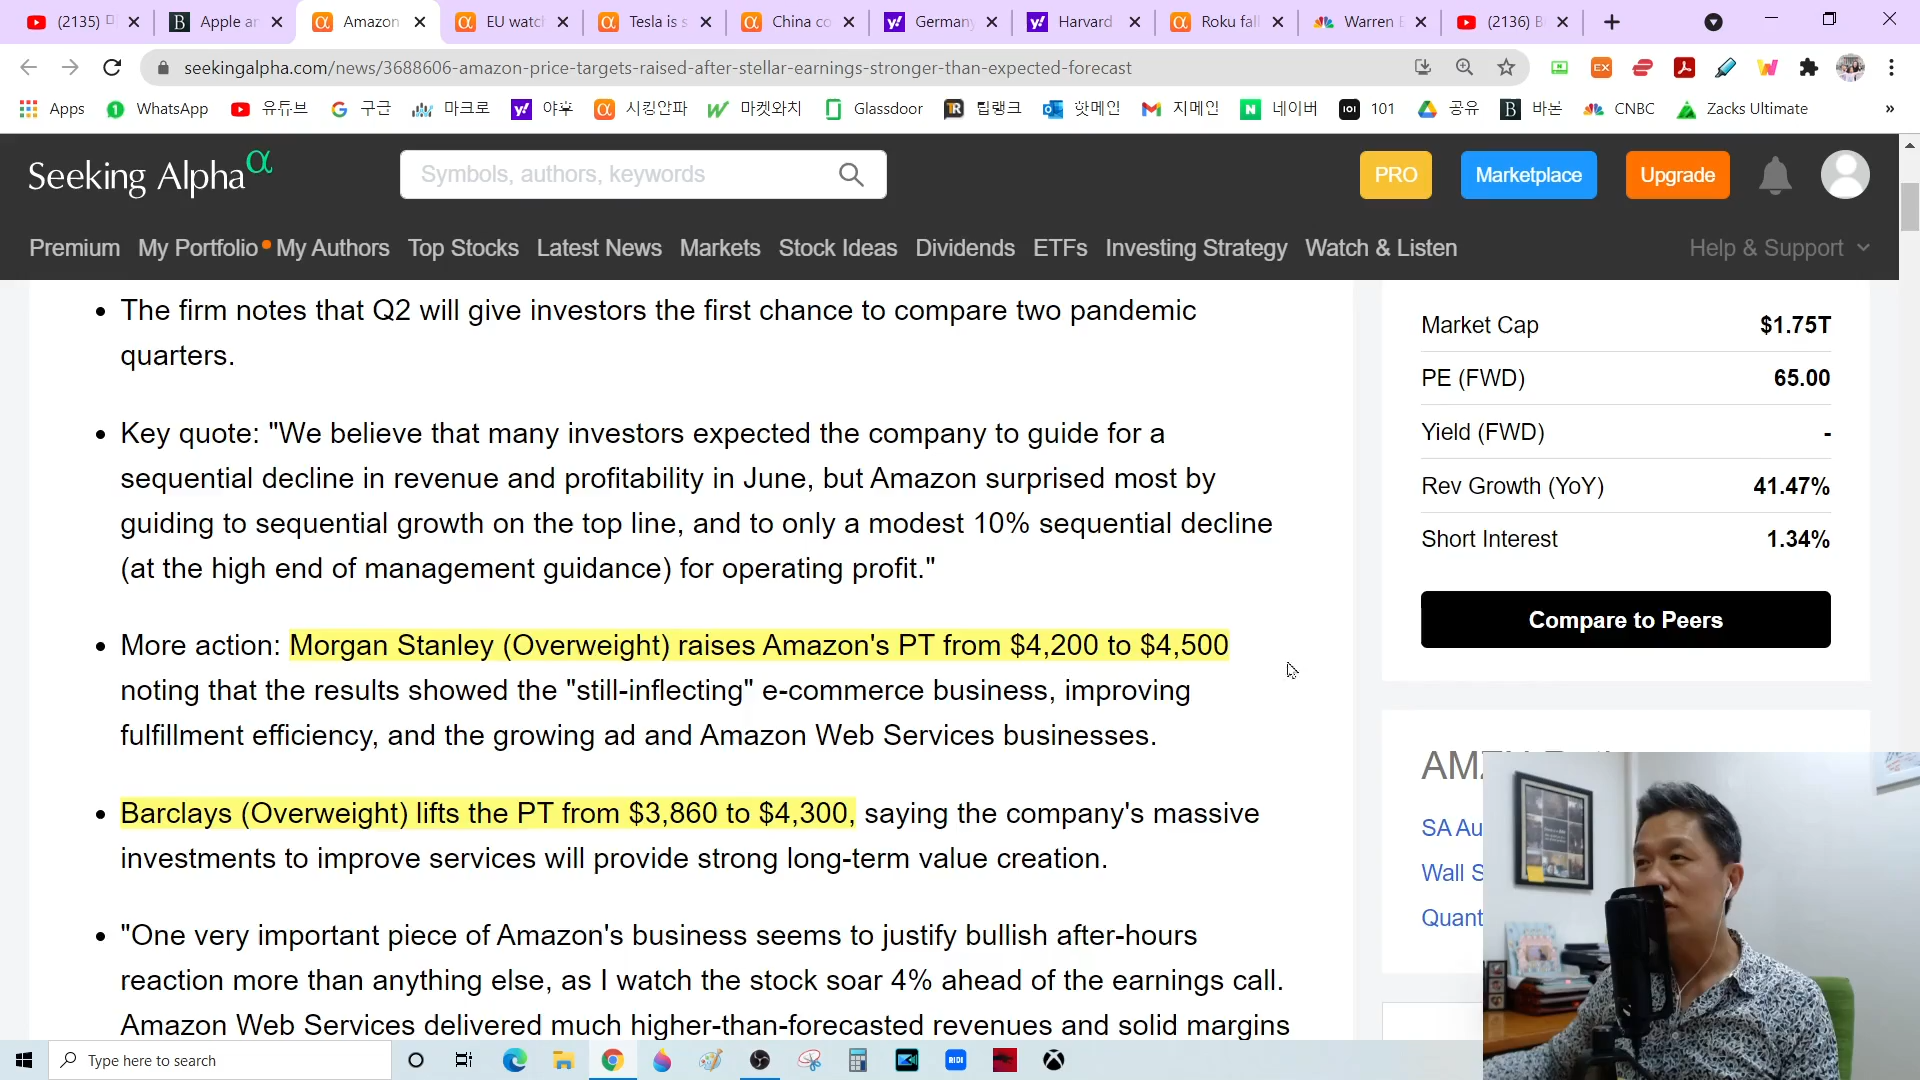 (2135)
Apple a
Amazon
EU watc
Tesla is s
China co
Germany
Harvard
Roku fall
Warren
(2136)
seekingalpha.com/news/3688606-amazon-price-targets-raised-after-stellar-earnings-stronger-than-expected-forecast
Apps WhatsApp 유튜브 구글 마크로 야후 시킹안파 마켓와치 Glassdoor 팁랭크 핫메인 지메인 네이버 101 공유 바론 CNBC Zacks Ultimate »
Seeking Alpha α
Symbols, authors, keywords
PRO
Marketplace
Upgrade
Premium My Portfolio My Authors Top Stocks Latest News Markets Stock Ideas Dividends ETFs Investing Strategy Watch & Listen Help & Support
• The firm notes that Q2 will give investors the first chance to compare two pandemic
quarters.
• Key quote: "We believe that many investors expected the company to guide for a
sequential decline in revenue and profitability in June, but Amazon surprised most by
guiding to sequential growth on the top line, and to only a modest 10% sequential decline
(at the high end of management guidance) for operating profit."
• More action: Morgan Stanley (Overweight) raises Amazon's PT from $4,200 to $4,500
noting that the results showed the "still-inflecting" e-commerce business, improving
fulfillment efficiency, and the growing ad and Amazon Web Services businesses.
• Barclays (Overweight) lifts the PT from $3,860 to $4,300, saying the company's massive
investments to improve services will provide strong long-term value creation.
• "One very important piece of Amazon's business seems to justify bullish after-hours
reaction more than anything else, as I watch the stock soar 4% ahead of the earnings call.
Amazon Web Services delivered much higher-than-forecasted revenues and solid margins
Market Cap $1.75T
PE (FWD) 65.00
Yield (FWD) -
Rev Growth (YoY) 41.47%
Short Interest 1.34%
Compare to Peers
SA Au
Wall S
Quant
Type here to search
RIDI